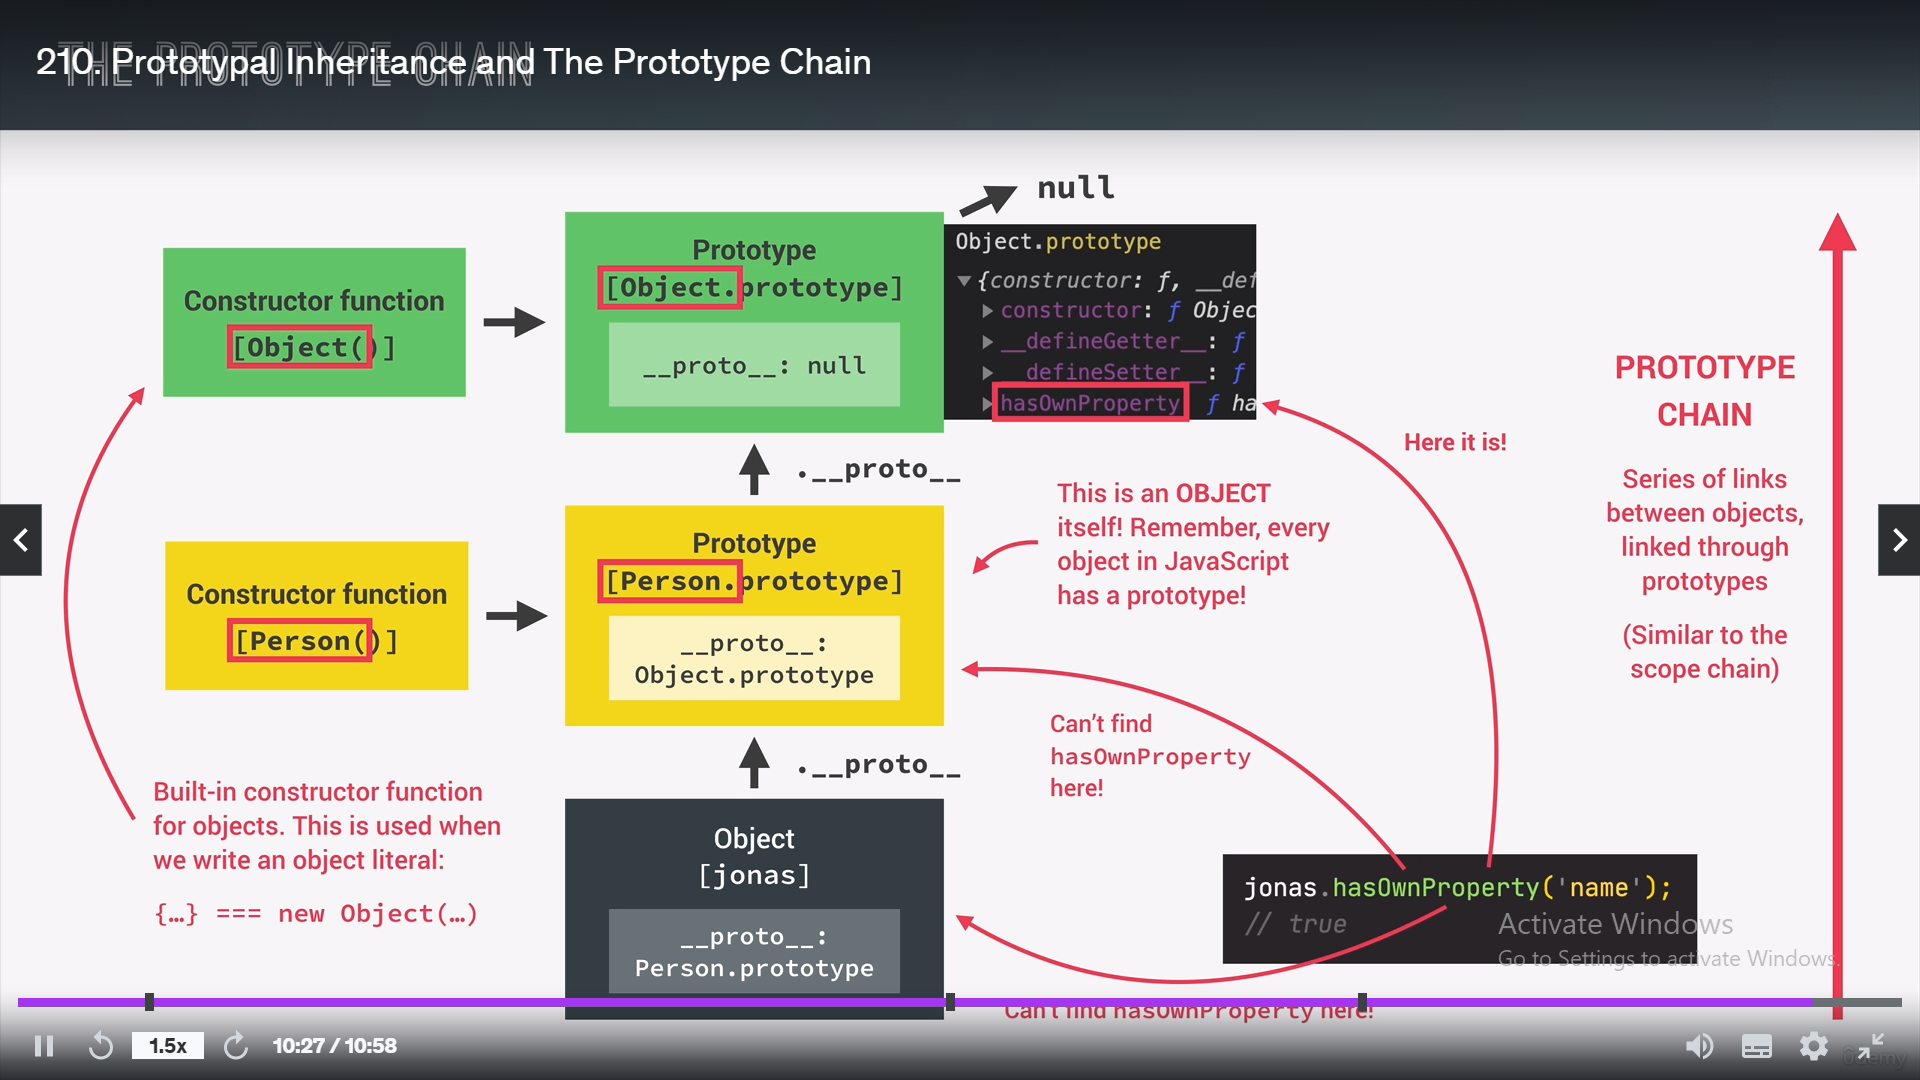 THE PROTOTYPE CHAIN
210. Prototypal Inheritance and The Prototype Chain
null
Constructor function
[Object()]
Prototype
[Object.prototype]
__proto__: null
Object.prototype
{constructor: ƒ, __def
constructor: ƒ Objec
__defineGetter__: ƒ
__defineSetter__: ƒ
hasOwnProperty ƒ ha
Here it is!
.__proto__
Constructor function
[Person()]
Prototype
[Person.prototype]
__proto__:
Object.prototype
This is an OBJECT
itself! Remember, every
object in JavaScript
has a prototype!
PROTOTYPE
CHAIN
Series of links
between objects,
linked through
prototypes
(Similar to the
scope chain)
Can't find
hasOwnProperty
here!
.__proto__
Built-in constructor function
for objects. This is used when
we write an object literal:
{…} === new Object(…)
Object
[jonas]
__proto__:
Person.prototype
jonas.hasOwnProperty('name');
// true
Can't find hasOwnProperty here!
Activate Windows
Go to Settings to activate Windows.
1.5x
10:27 / 10:58
ûdemy